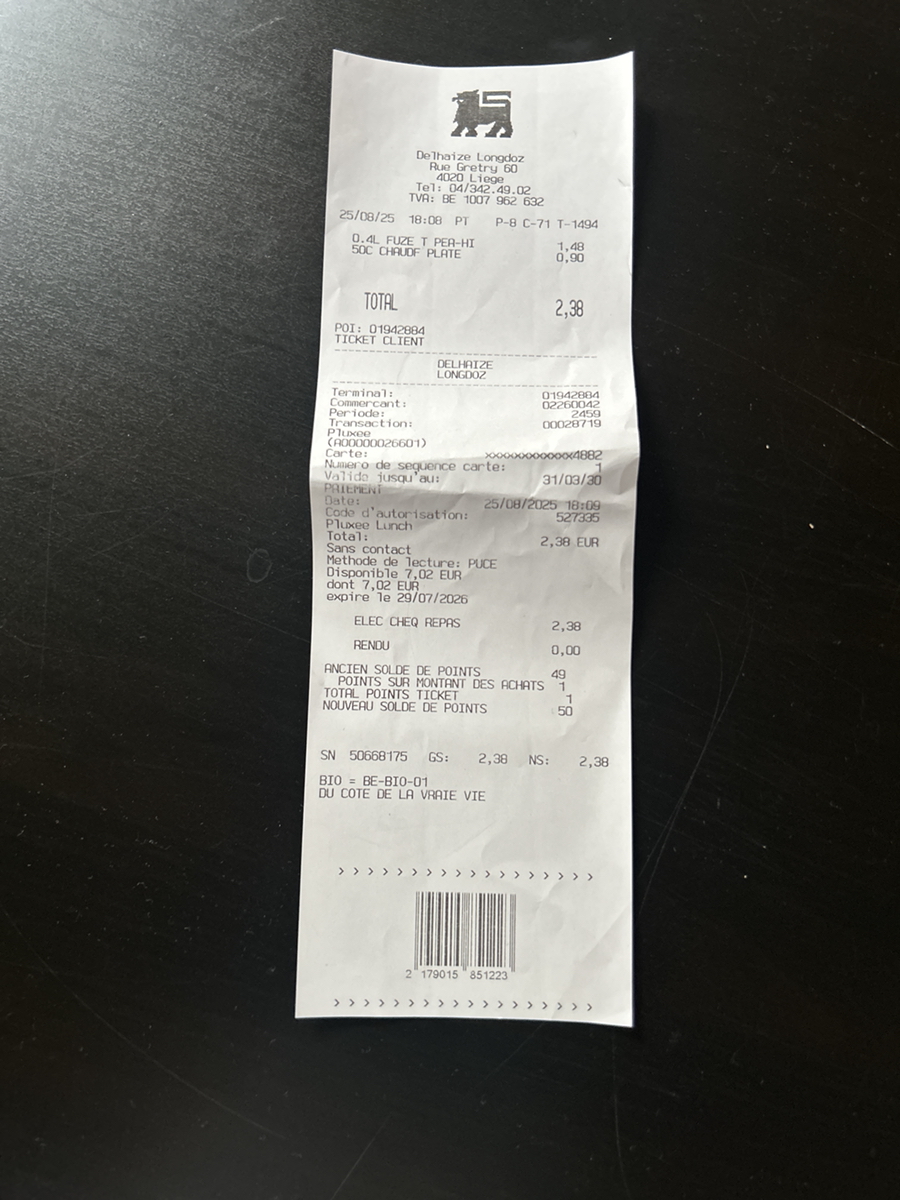 Delhaize Longdoz
Rue Gretry 60
4020 Liege
Tel: 04/342.49.02
TVA: BE 1007 962 632
25/08/25 18:08 PT P-8 C-71 T-1494
0.4L FUZE T PEA-HI 1,48
50C CHAUDF PLATE 0,90
TOTAL 2,38
POI: 01942884
TICKET CLIENT
DELHAIZE
LONGDOZ
Terminal: 01942884
Commercant: 02260042
Periode: 2459
Transaction: 00028719
Pluxee
(A00000026601)
Carte: xxxxxxxxxxxxx4882
Numero de sequence carte: 1
Valide jusqu'au: 31/03/30
PAIEMENT
Date: 25/08/2025 18:09
Code d'autorisation: 527335
Pluxee Lunch
Total: 2,38 EUR
Sans contact
Methode de lecture: PUCE
Disponible 7,02 EUR
dont 7,02 EUR
expire le 29/07/2026
ELEC CHEQ REPAS 2,38
RENDU 0,00
ANCIEN SOLDE DE POINTS 49
POINTS SUR MONTANT DES ACHATS 1
TOTAL POINTS TICKET 1
NOUVEAU SOLDE DE POINTS 50
SN 50668175 GS: 2,38 NS: 2,38
BIO = BE-BIO-01
DU COTE DE LA VRAIE VIE
> > > > > > > > > > > > > > > > > >
2 179015 851223
> > > > > > > > > > > > > > > > > >